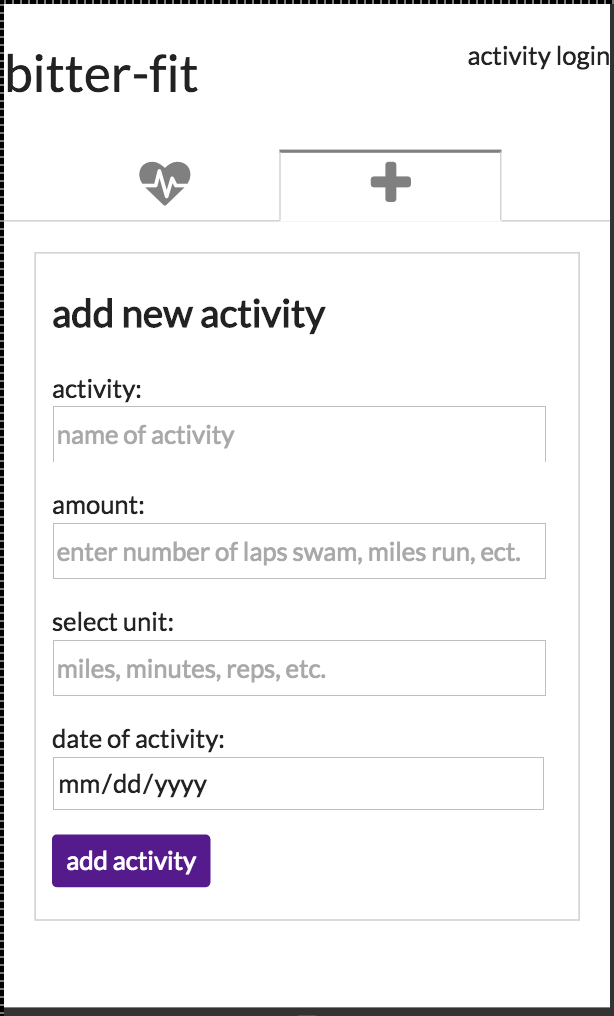 bitter-fit
activity login
add new activity
activity:
name of activity
amount:
enter number of laps swam, miles run, ect.
select unit:
miles, minutes, reps, etc.
date of activity:
mm/dd/yyyy
add activity